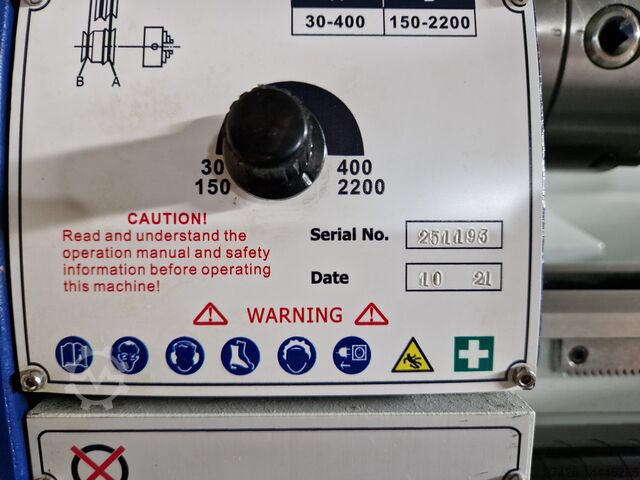 B A
30-400 150-2200
30 400
150 2200
CAUTION!
Read and understand the
operation manual and safety
information before operating
this machine!
Serial No. 251193
Date 10 21
WARNING